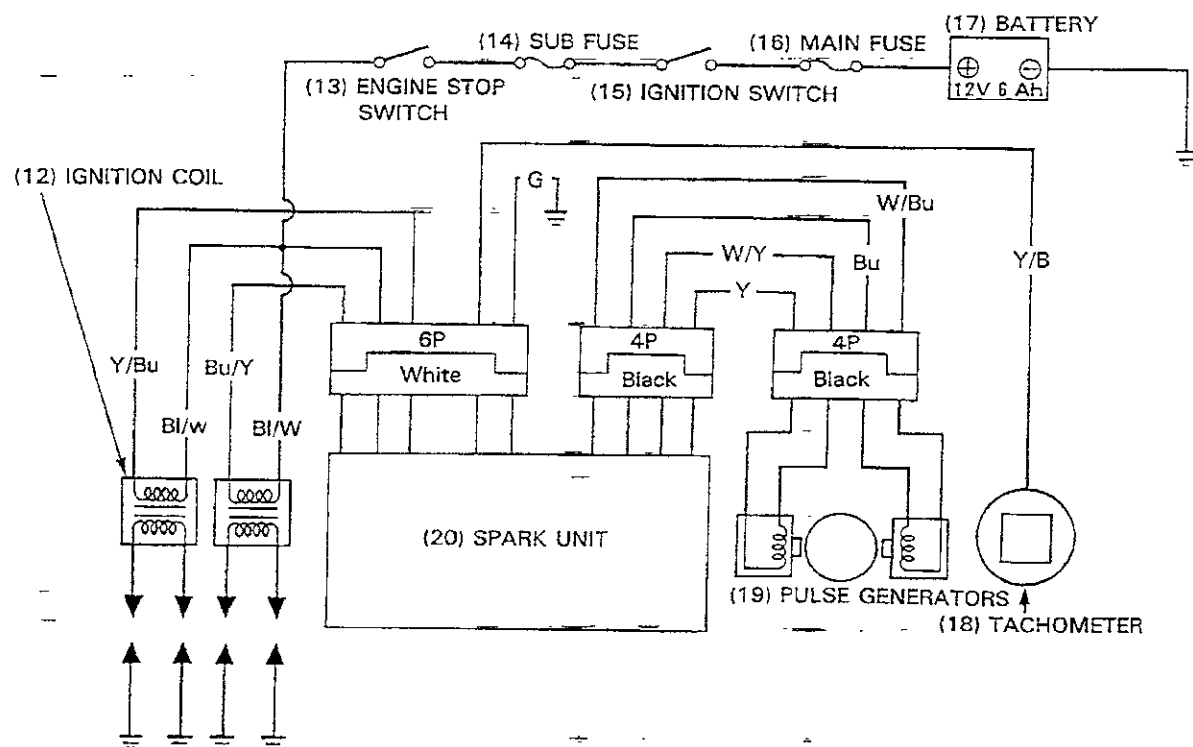 (17) BATTERY
(14) SUB FUSE
(16) MAIN FUSE
(13) ENGINE STOP
SWITCH
(15) IGNITION SWITCH
12V 6 Ah
(12) IGNITION COIL
G
W/Bu
W/Y
Bu
Y/B
Y
6P
White
4P
Black
4P
Black
Y/Bu
Bu/Y
Bl/w
Bl/W
(20) SPARK UNIT
(19) PULSE GENERATORS
(18) TACHOMETER